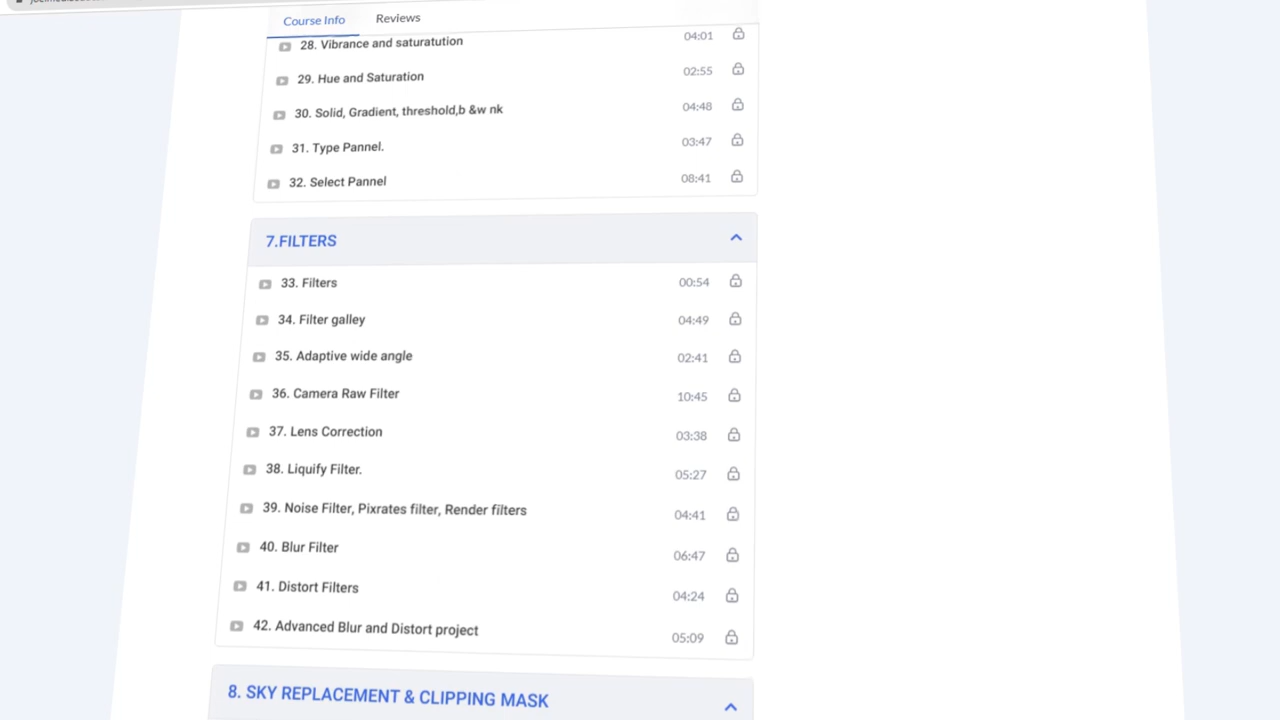 Course Info
Reviews
28. Vibrance and saturatution 04:01
29. Hue and Saturation 02:55
30. Solid, Gradient, threshold,b &w nk 04:48
31. Type Pannel. 03:47
32. Select Pannel 08:41
7.FILTERS
33. Filters 00:54
34. Filter galley 04:49
35. Adaptive wide angle 02:41
36. Camera Raw Filter 10:45
37. Lens Correction 03:38
38. Liquify Filter. 05:27
39. Noise Filter, Pixrates filter, Render filters 04:41
40. Blur Filter 06:47
41. Distort Filters 04:24
42. Advanced Blur and Distort project 05:09
8. SKY REPLACEMENT & CLIPPING MASK